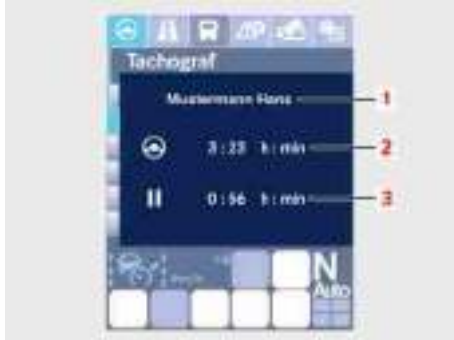 Tachograf
Mustermann Hans 1
3:23 h:min 2
0:56 h:min 3
N
Auto